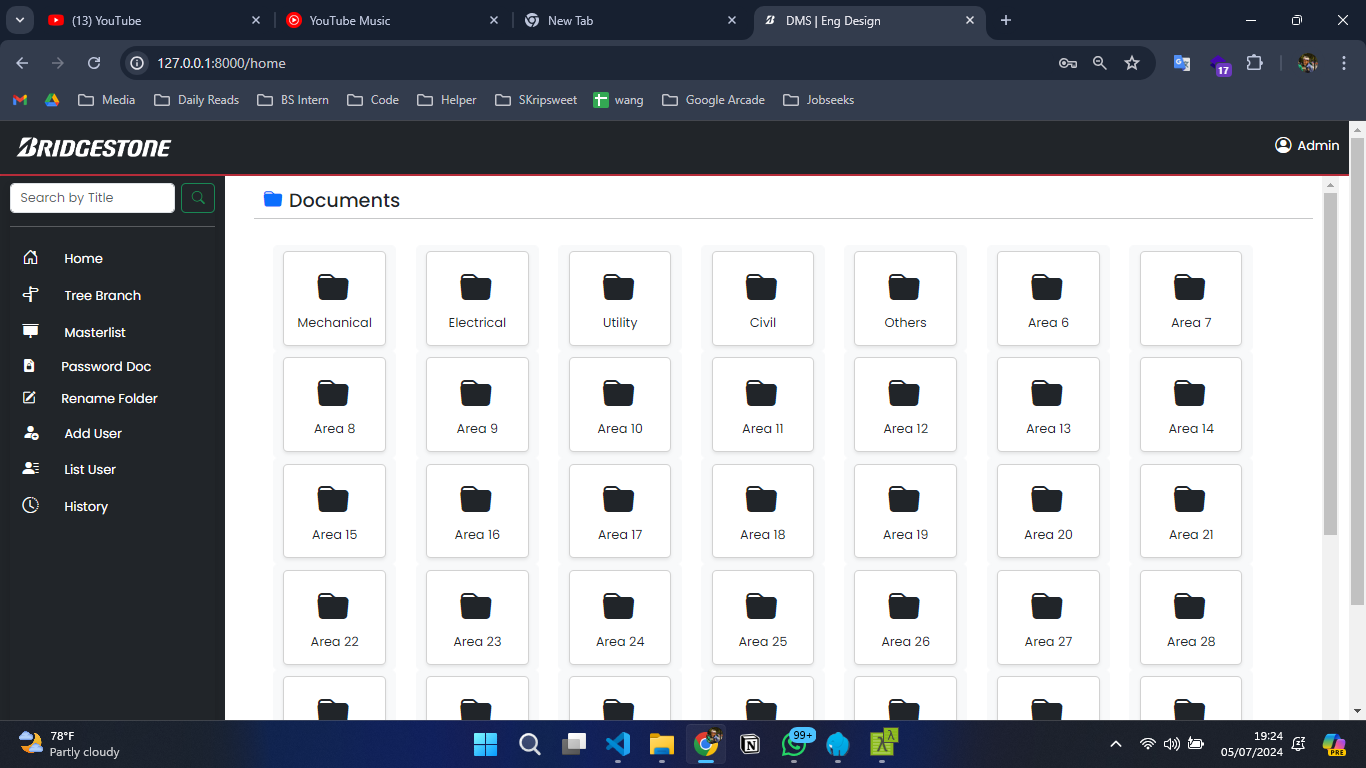 (13) YouTube
YouTube Music
New Tab
DMS | Eng Design
127.0.0.1:8000/home
17
Media
Daily Reads
BS Intern
Code
Helper
SKripsweet
wang
Google Arcade
Jobseeks
BRIDGESTONE
Admin
Search by Title
Home
Tree Branch
Masterlist
Password Doc
Rename Folder
Add User
List User
History
Documents
Mechanical
Electrical
Utility
Civil
Others
Area 6
Area 7
Area 8
Area 9
Area 10
Area 11
Area 12
Area 13
Area 14
Area 15
Area 16
Area 17
Area 18
Area 19
Area 20
Area 21
Area 22
Area 23
Area 24
Area 25
Area 26
Area 27
Area 28
78°F
Partly cloudy
99+
19:24
05/07/2024
PRE